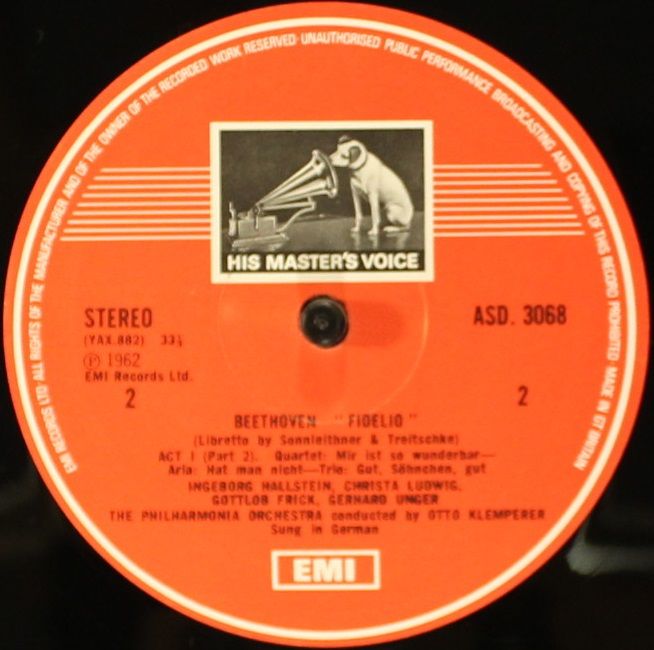 EMI RECORDS LTD ALL RIGHTS OF THE MANUFACTURER AND OF THE OWNER OF THE RECORDED WORK RESERVED·UNAUTHORISED PUBLIC PERFORMANCE BROADCASTING AND COPYING OF THIS RECORD PROHIBITED MADE IN GT BRITAIN
HIS MASTER'S VOICE
STEREO
ASD. 3068
(YAX.882) 33⅓
Ⓟ 1962
EMI Records Ltd.
2 2
BEETHOVEN "FIDELIO"
(Libretto by Sonnleithner & Treitschke)
ACT I (Part 2). Quartet: Mir ist so wunderbar—
Aria: Hat man nicht—Trio: Gut, Söhnchen, gut
INGEBORG HALLSTEIN, CHRISTA LUDWIG,
GOTTLOB FRICK, GERHARD UNGER
THE PHILHARMONIA ORCHESTRA conducted by OTTO KLEMPERER
Sung in German
EMI